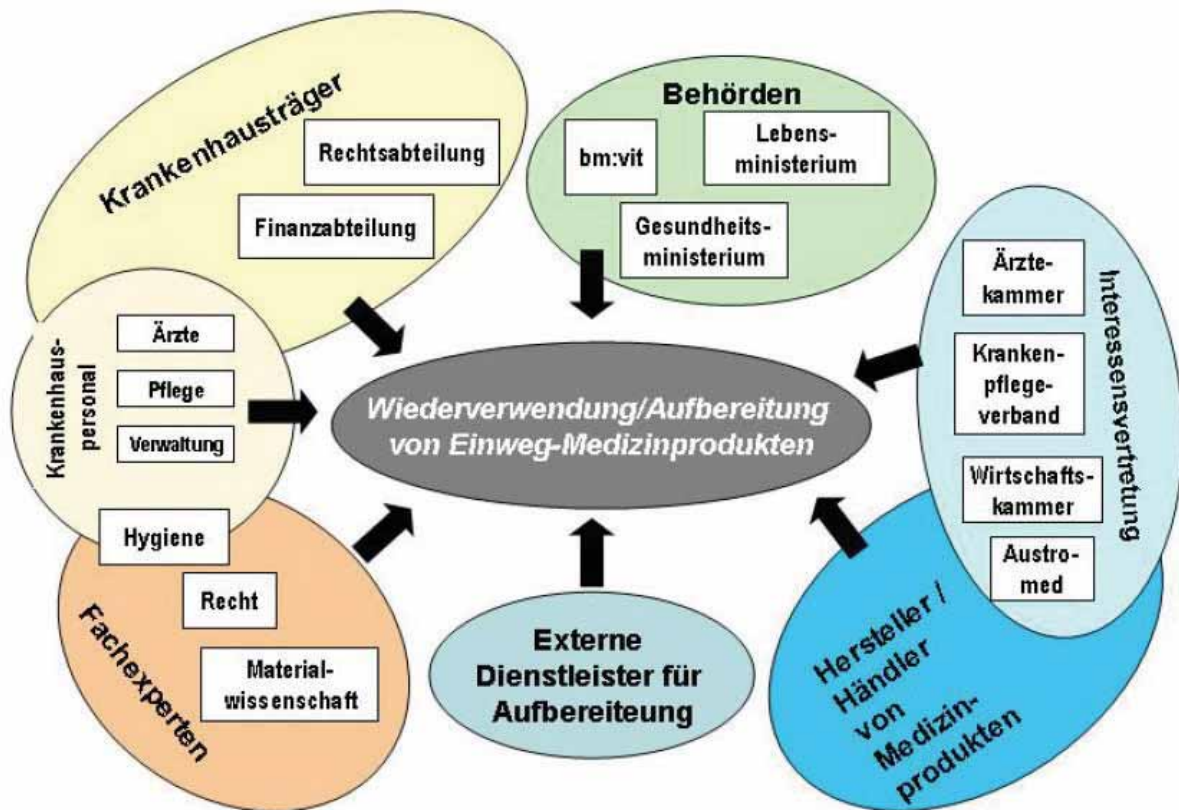 Krankenhausträger
Rechtsabteilung
Finanzabteilung
Behörden
bm:vit
Lebens-
ministerium
Gesundheits-
ministerium
Krankenhaus-
personal
Ärzte
Pflege
Verwaltung
Hygiene
Wiederverwendung/Aufbereitung
von Einweg-Medizinprodukten
Interessensvertretung
Ärzte-
kammer
Kranken-
pflege-
verband
Wirtschafts-
kammer
Austro-
med
Fachexperten
Recht
Material-
wissenschaft
Externe
Dienstleister für
Aufbereiteung
Hersteller /
Händler
von
Medizin-
produkten